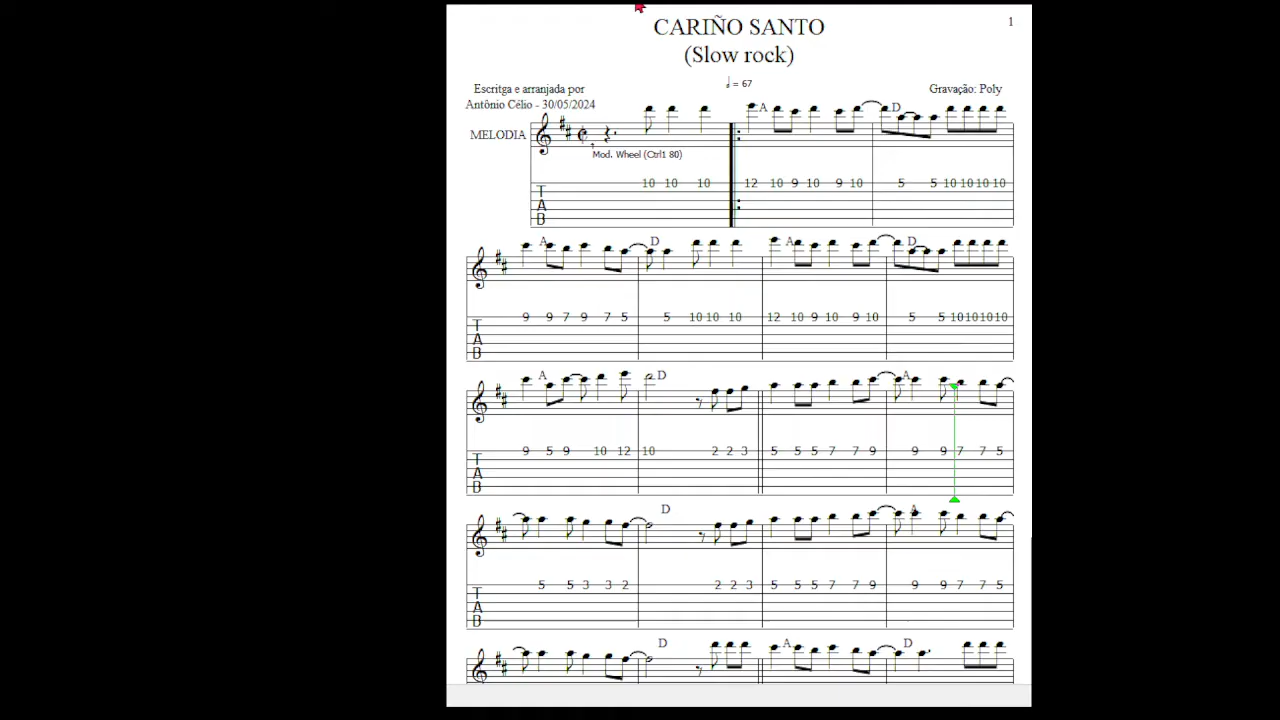 CARIÑO SANTO
1
(Slow rock)
= 67
Escritga e arranjada por
Gravação: Poly
Antônio Célio - 30/05/2024
A D
MELODIA
Mod. Wheel (Ctrl1 80)
10 10 10 12 10 9 10 9 10 5 5 10 10 10 10
T
A
B
A D A D
9 9 7 9 7 5 5 10 10 10 12 10 9 10 9 10 5 5 10 10 10 10
T
A
B
A D A
9 5 9 10 12 10 2 2 3 5 5 5 7 7 9 9 9 7 7 5
T
A
B
D A
5 5 3 3 2 2 2 3 5 5 5 7 7 9 9 9 7 7 5
T
A
B
D A D